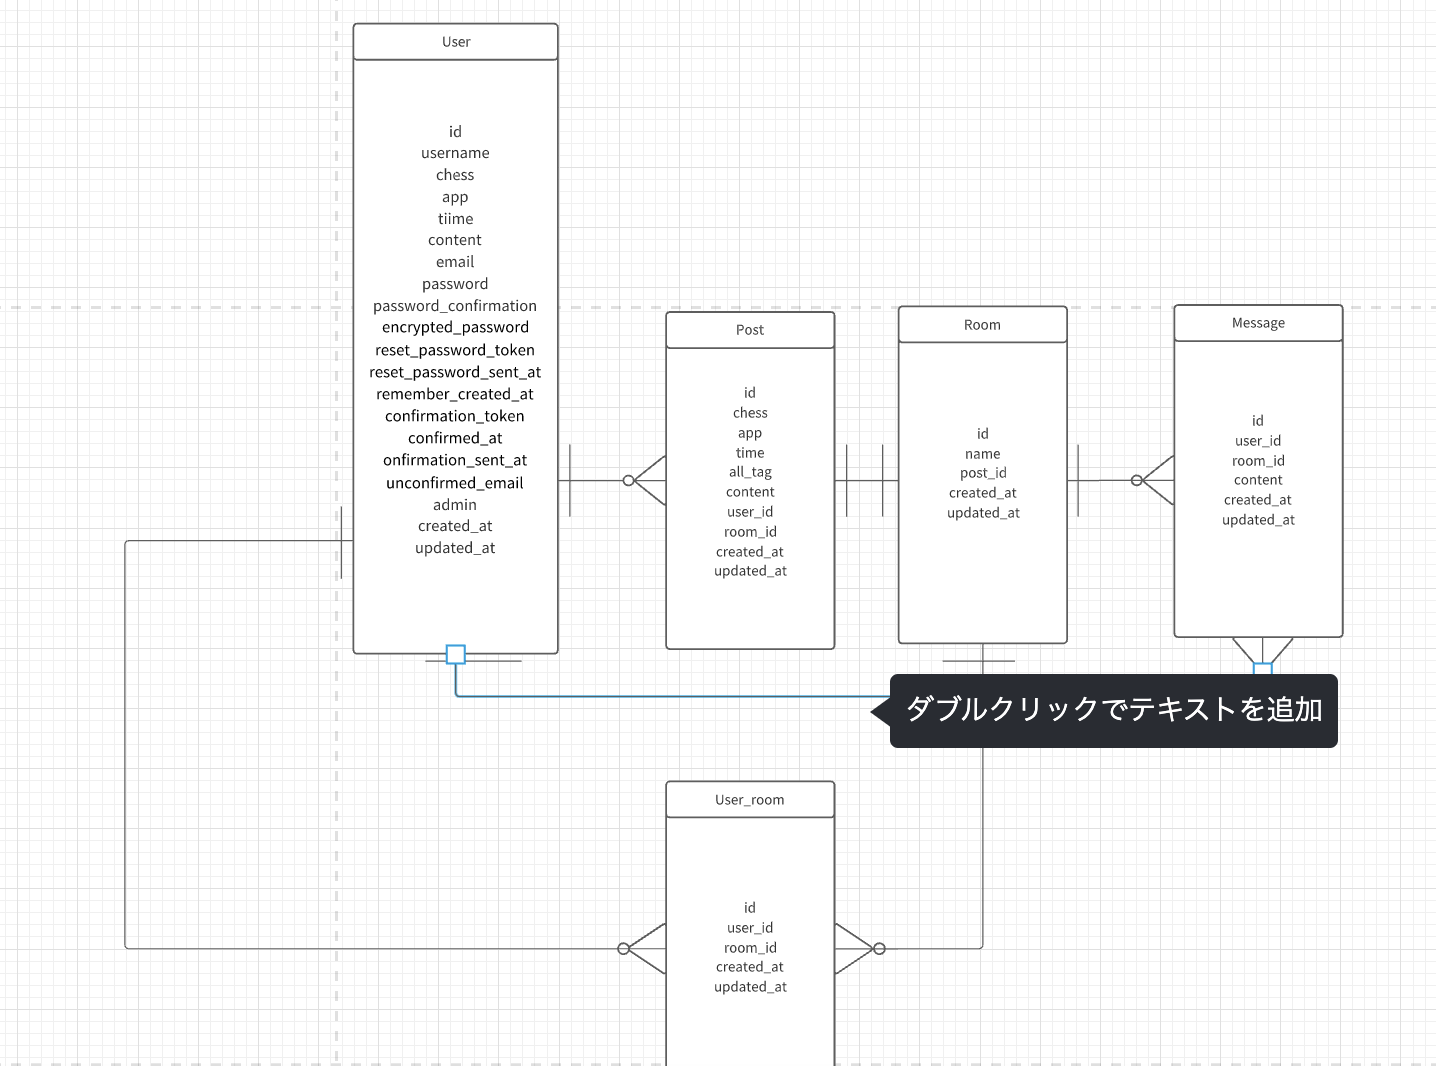 User
id
username
chess
app
tiime
content
email
password
password_confirmation
encrypted_password
reset_password_token
reset_password_sent_at
remember_created_at
confirmation_token
confirmed_at
onfirmation_sent_at
unconfirmed_email
admin
created_at
updated_at
Post
id
chess
app
time
all_tag
content
user_id
room_id
created_at
updated_at
Room
id
name
post_id
created_at
updated_at
Message
id
user_id
room_id
content
created_at
updated_at
ダブルクリックでテキストを追加
User_room
id
user_id
room_id
created_at
updated_at